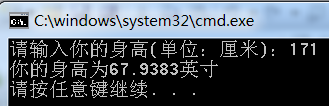 C:\windows\system32\cmd.exe
请输入你的身高(单位：厘米)：171
你的身高为67.9383英寸
请按任意键继续. . .